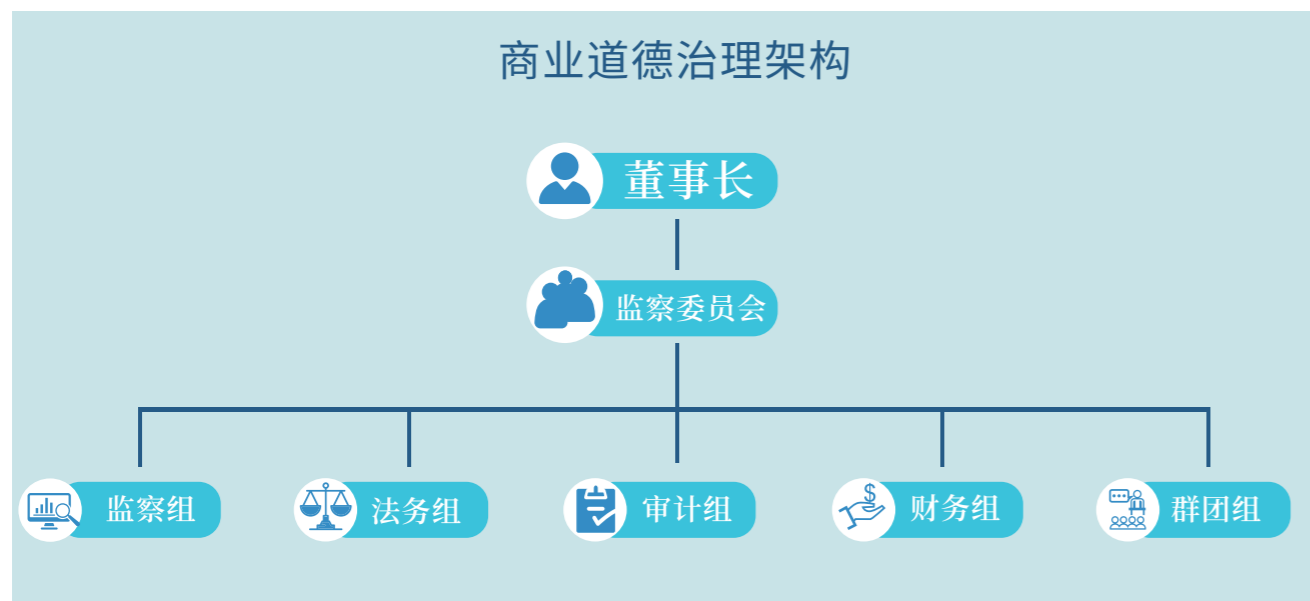 商业道德治理架构
董事长
监察委员会
监察组
法务组
审计组
财务组
群团组